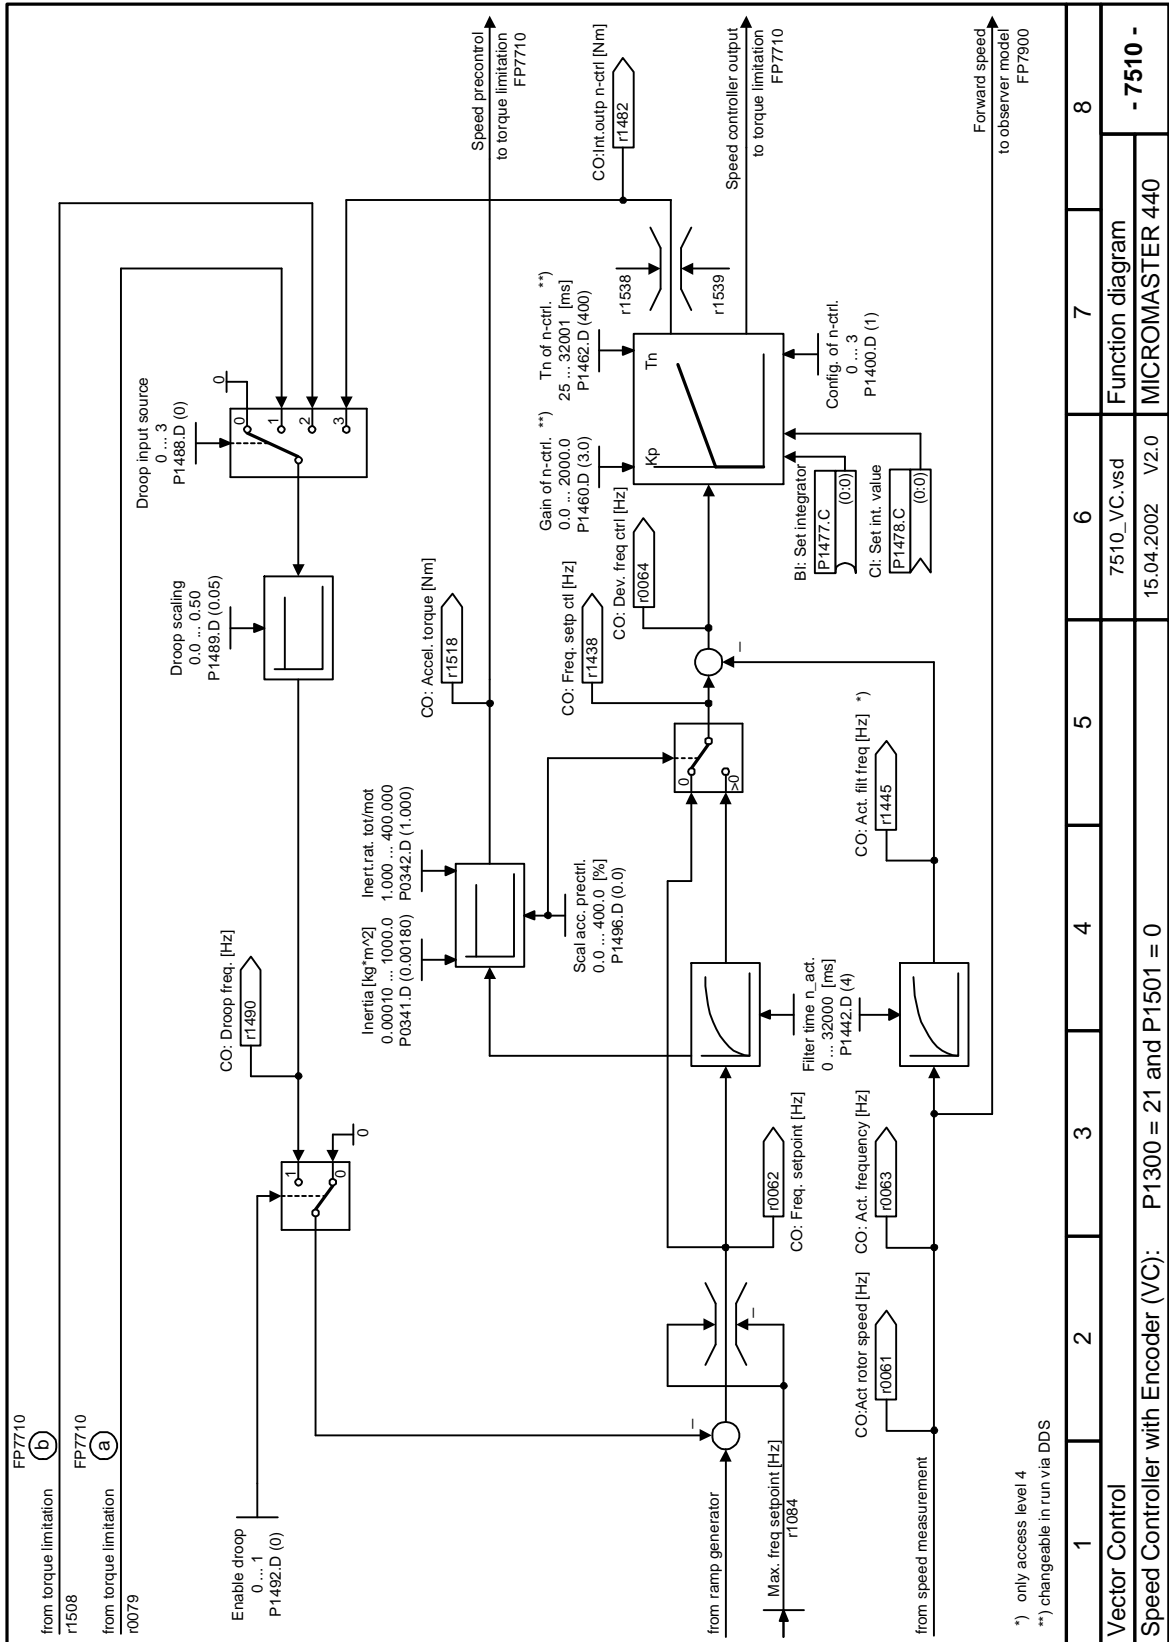 FP7710
from torque limitation
b
r1508
FP7710
from torque limitation
a
r0079
Enable droop
0 ... 1
P1492.D (0)
1
0
0
CO: Droop freq. [Hz]
r1490
Droop scaling
0.0 ... 0.50
P1489.D (0.05)
Droop input source
0 ... 3
P1488.D (0)
0
0
1
2
3
Inertia [kg*m^2]
0.00010 ... 1000.0
P0341.D (0.00180)
Inert.rat. tot/mot
1.000 ... 400.000
P0342.D (1.000)
CO: Accel. torque [Nm]
r1518
Speed precontrol
to torque limitation
FP7710
Scal acc. prectrl.
0.0 ... 400.0 [%]
P1496.D (0.0)
CO: Freq. setp ctl [Hz]
r1438
CO: Dev. freq ctrl [Hz]
r0064
Gain of n-ctrl. **)
0.0 ... 2000.0
P1460.D (3.0)
Tn of n-ctrl. **)
25 ... 32001 [ms]
P1462.D (400)
r1538
r1539
CO:Int.outp n-ctrl [Nm]
r1482
Kp
Tn
Speed controller output
to torque limitation
FP7710
from ramp generator
–
–
Max. freq setpoint [Hz]
r1084
r0062
CO: Freq. setpoint [Hz]
Filter time n_act.
0 ... 32000 [ms]
P1442.D (4)
0
>0
–
BI: Set integrator
P1477.C
(0:0)
CI: Set int. value
P1478.C
(0:0)
Config. of n-ctrl.
0 ... 3
P1400.D (1)
CO:Act rotor speed [Hz]
r0061
CO: Act. frequency [Hz]
r0063
CO: Act. filt freq [Hz] *)
r1445
from speed measurement
Forward speed
to observer model
FP7900
*) only access level 4
**) changeable in run via DDS
1 2 3 4 5 6 7 8
Vector Control 7510_VC.vsd Function diagram - 7510 -
Speed Controller with Encoder (VC): P1300 = 21 and P1501 = 0 15.04.2002 V2.0 MICROMASTER 440